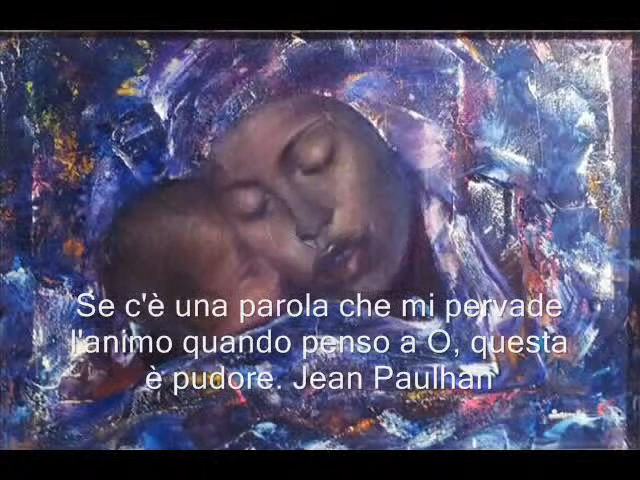 Se c'è una parola che mi pervade
l'animo quando penso a O, questa
è pudore. Jean Paulhan